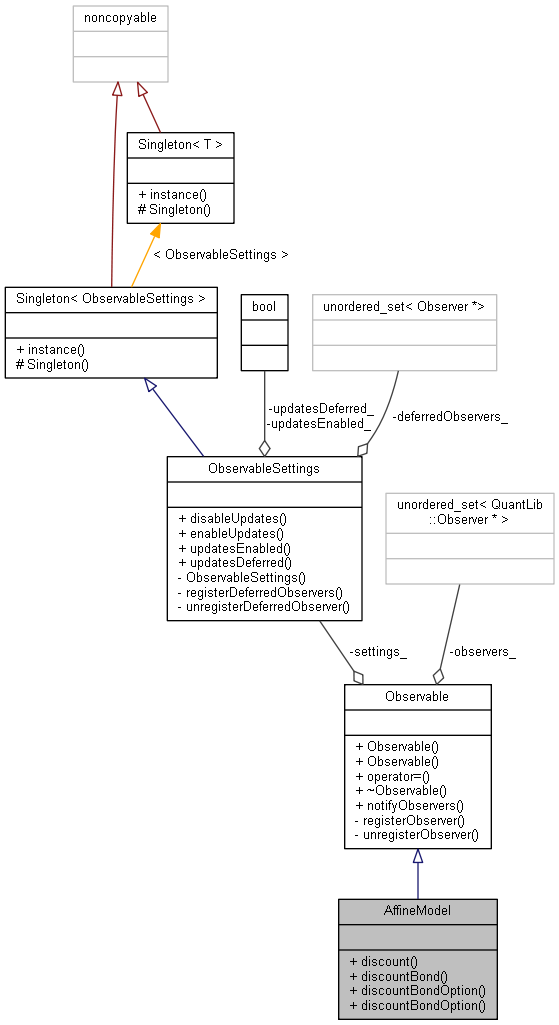 noncopyable
Singleton< T >
+ instance()
# Singleton()
< ObservableSettings >
Singleton< ObservableSettings >
+ instance()
# Singleton()
bool
unordered_set< Observer *>
-updatesDeferred_
-updatesEnabled_
-deferredObservers_
ObservableSettings
+ disableUpdates()
+ enableUpdates()
+ updatesEnabled()
+ updatesDeferred()
- ObservableSettings()
- registerDeferredObservers()
- unregisterDeferredObserver()
unordered_set< QuantLib
::Observer * >
-settings_
-observers_
Observable
+ Observable()
+ Observable()
+ operator=()
+ ~Observable()
+ notifyObservers()
- registerObserver()
- unregisterObserver()
AffineModel
+ discount()
+ discountBond()
+ discountBondOption()
+ discountBondOption()